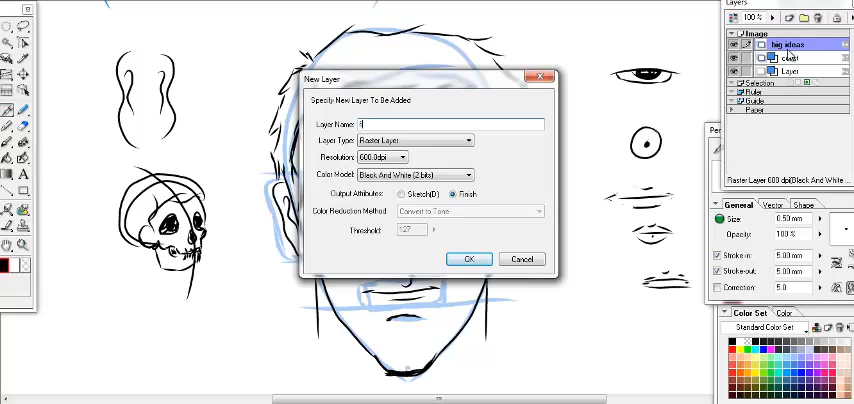 Layers
100 %
Image
big ideas
Layer
Selection
Ruler
Guide
Paper
New Layer
Specify New Layer To Be Added
Layer Name:
Layer Type: Raster Layer
Resolution: 600.0dpi
Color Model: Black And White (2 bits)
Output Attributes: Sketch(D) Finish
Color Reduction Method: Convert to Tone
Threshold: 127
OK Cancel
Raster Layer 600 dpi(Black And White
General Vector Shape
Size: 0.50 mm
Opacity: 100 %
Stroke-in: 5.00 mm
Stroke-out: 5.00 mm
Correction: 5.0
Color Set Color
Standard Color Set